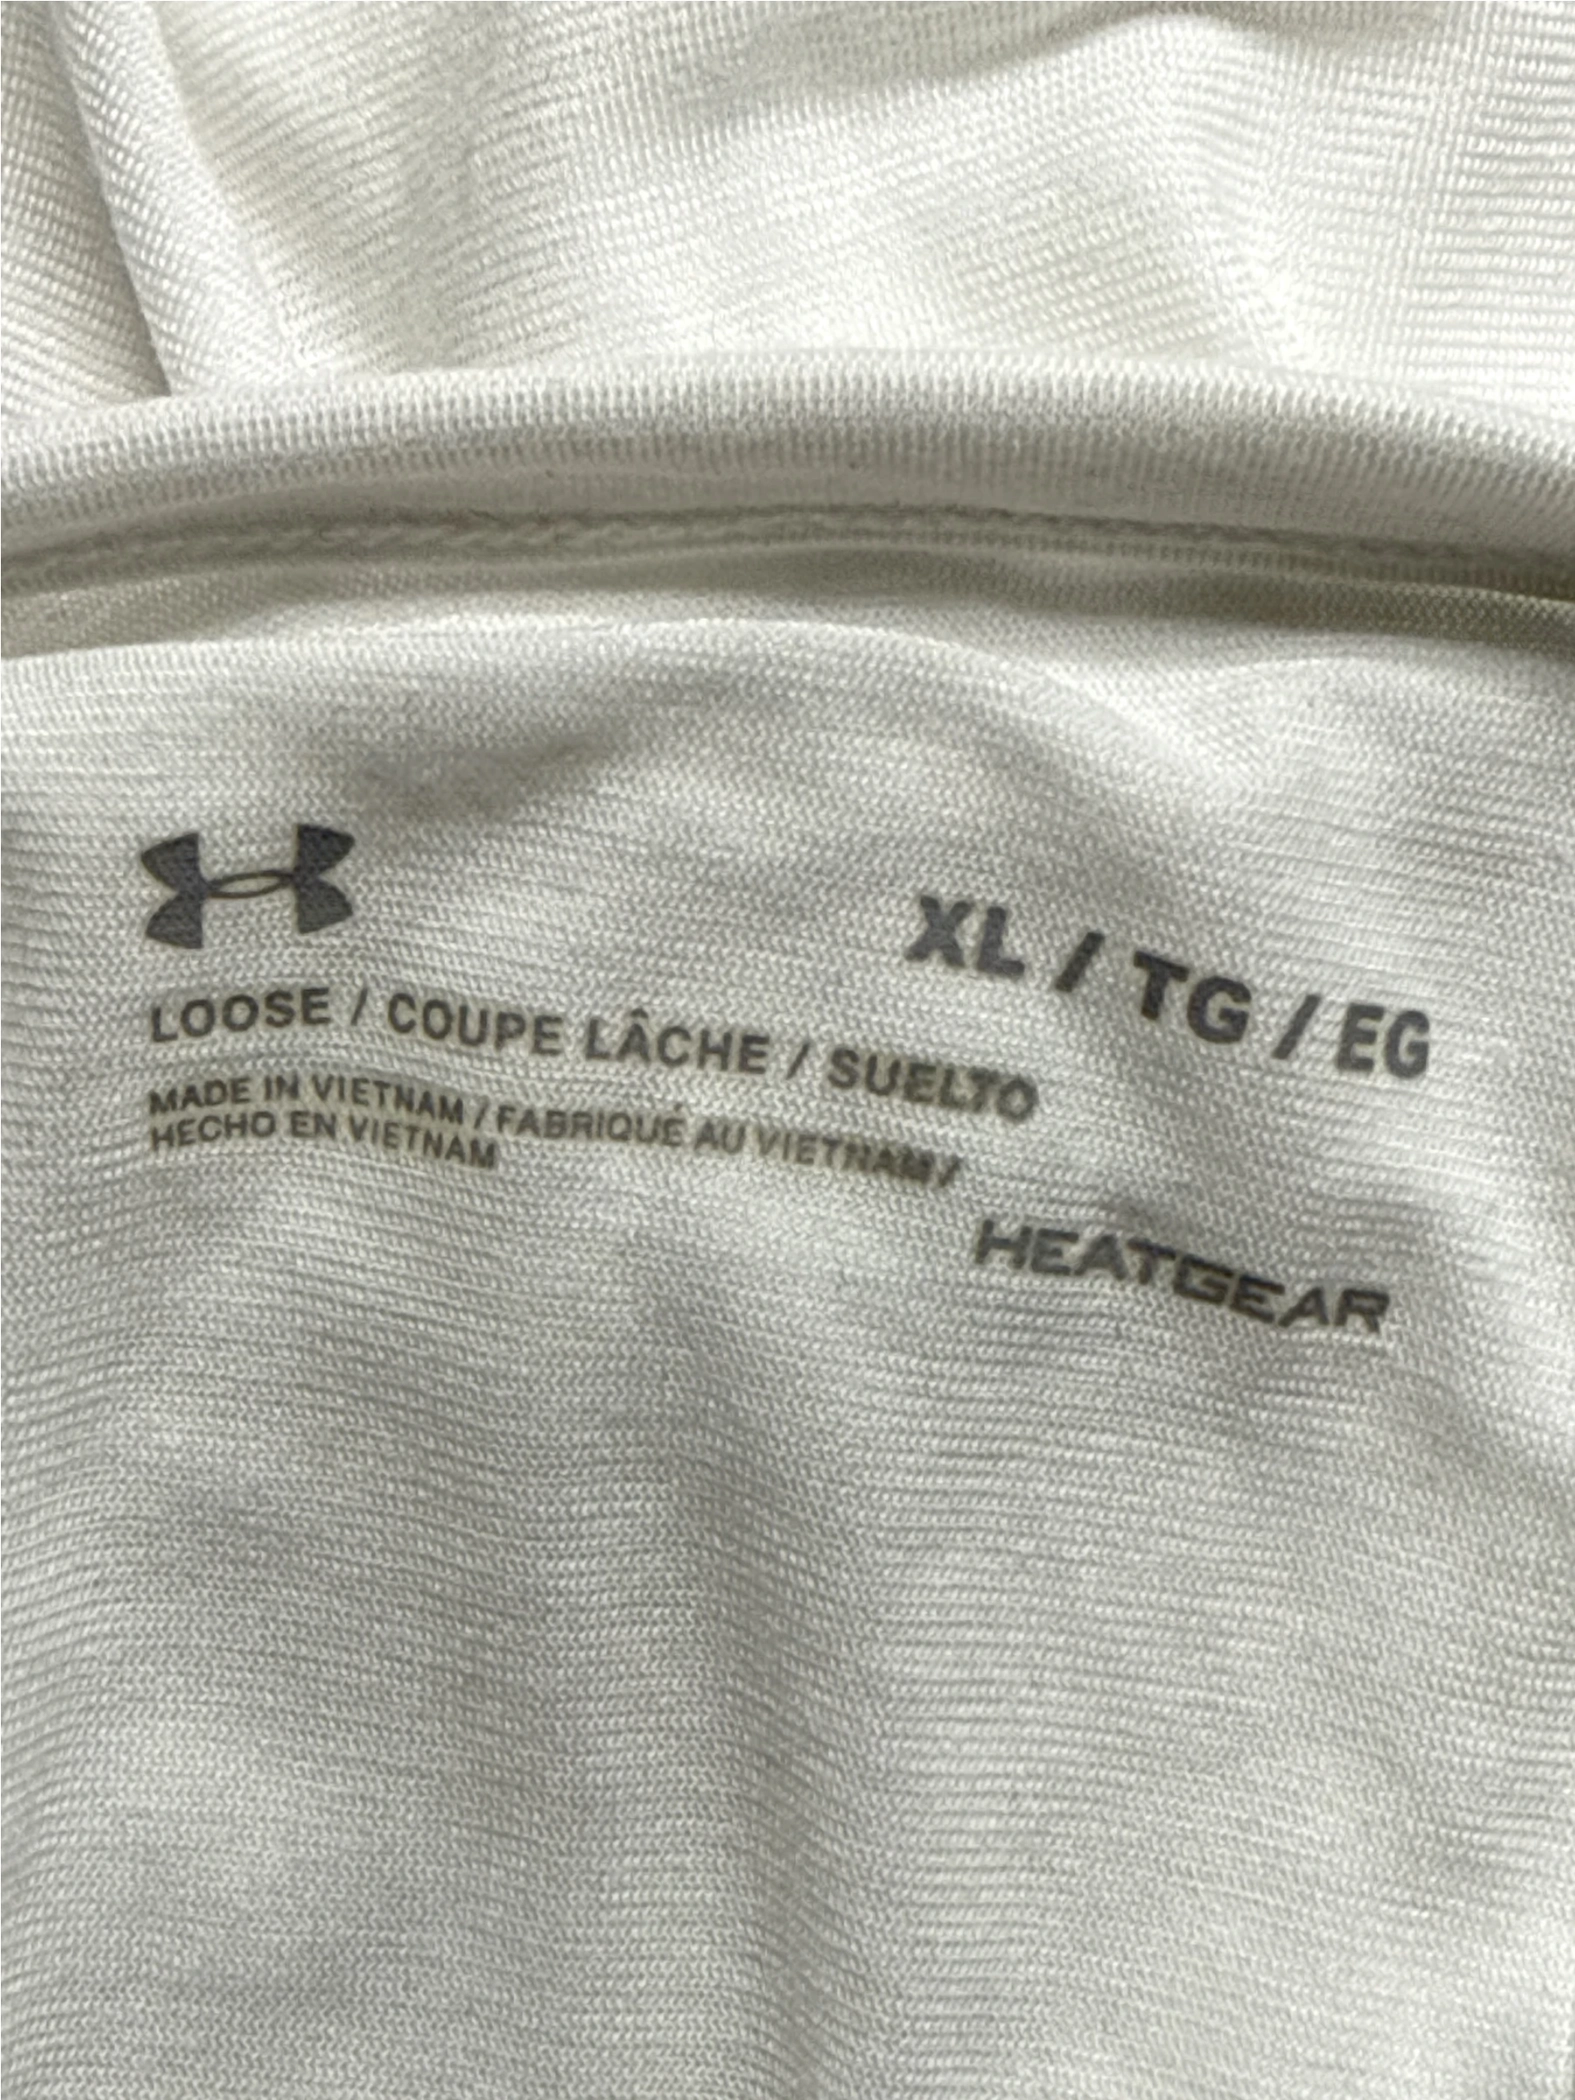 XL / TG / EG
LOOSE / COUPE LÂCHE / SUELTO
MADE IN VIETNAM / FABRIQUÉ AU VIETNAM /
HECHO EN VIETNAM
HEATGEAR